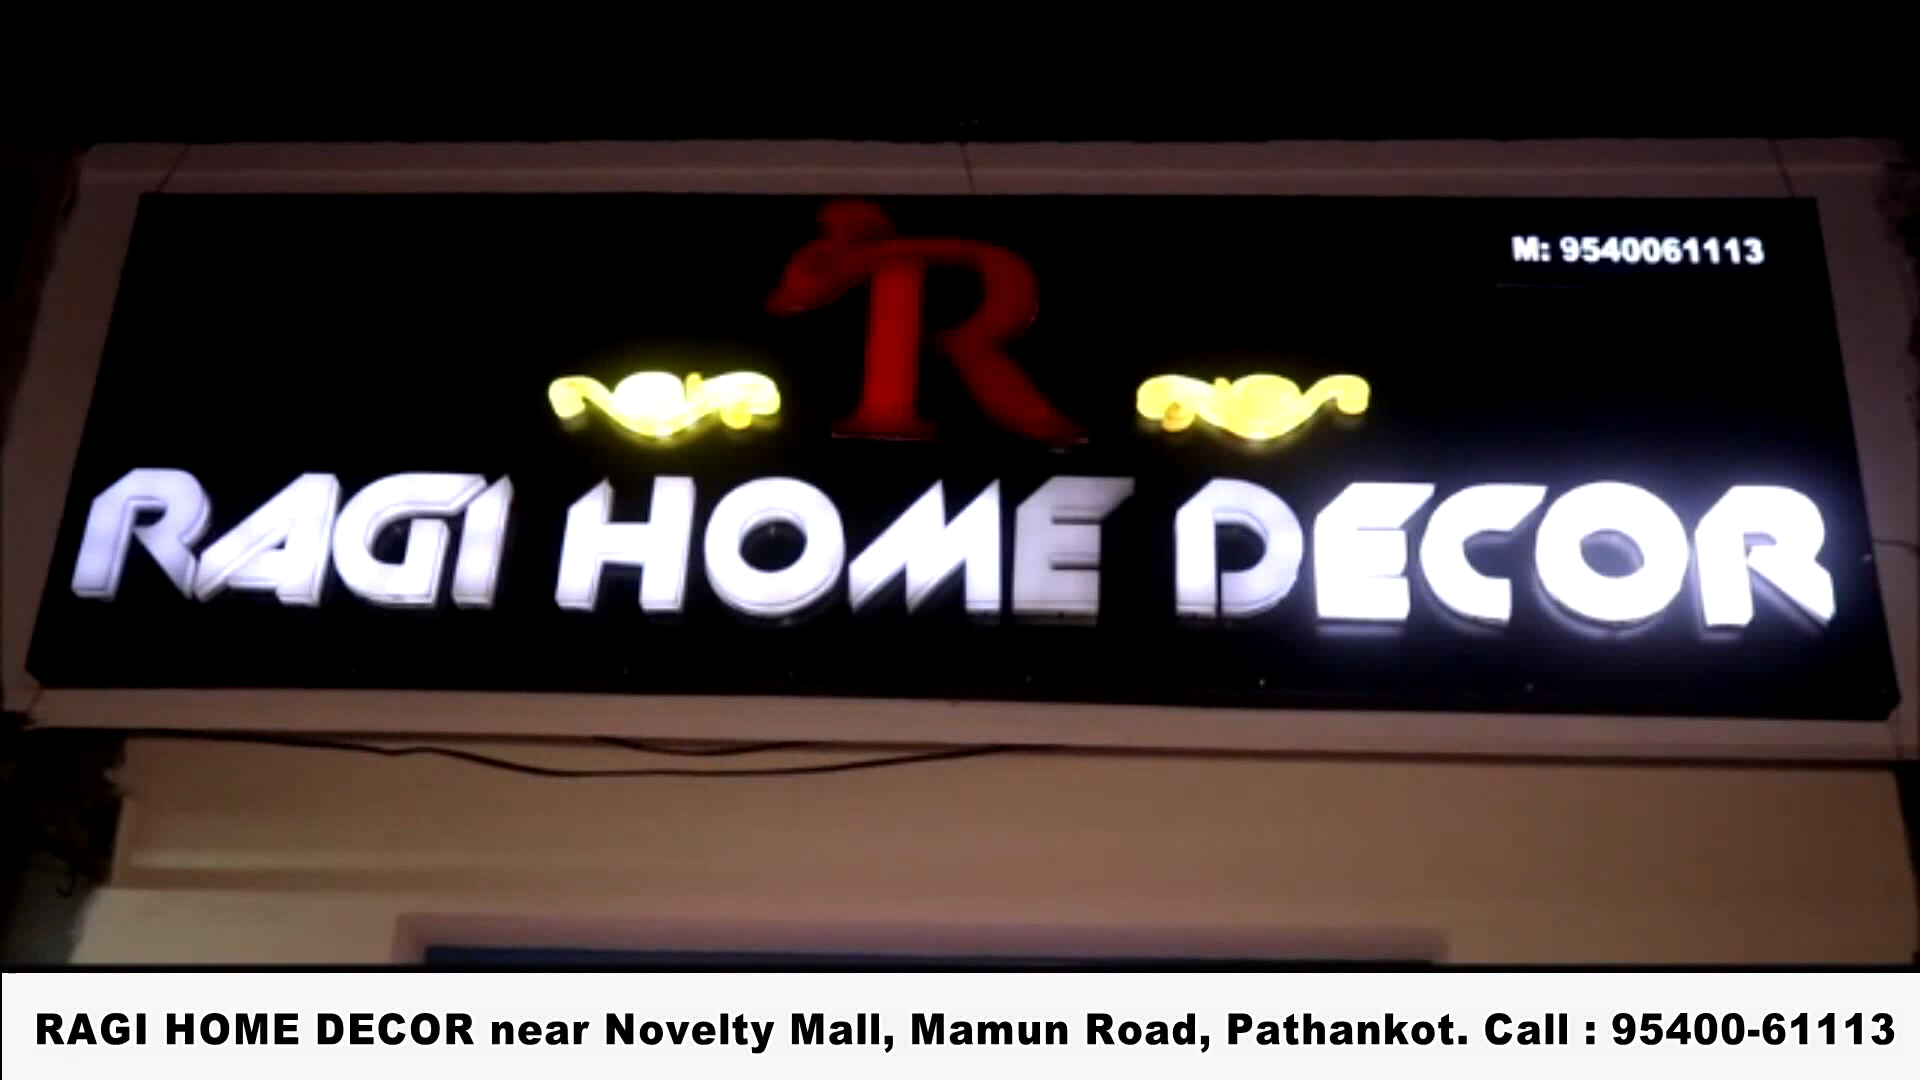 R
M: 9540061113
RAGI HOME DECOR
RAGI HOME DECOR near Novelty Mall, Mamun Road, Pathankot. Call : 95400-61113